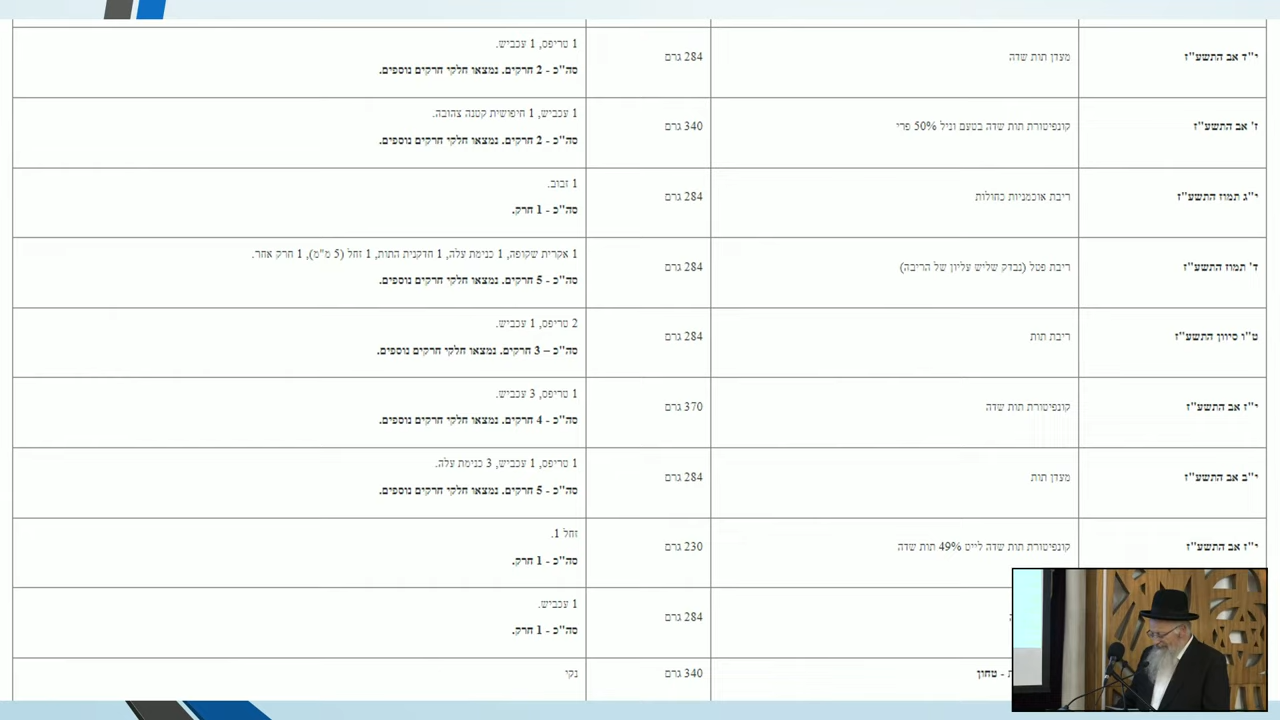 י"ד אב התשע"ז
מעדן תות שדה
284 גרם
1 טריפס, 1 עכביש.
סה"כ - 2 חרקים. נמצאו חלקי חרקים נוספים.
ז' אב התשע"ז
קונפיטורת תות שדה בטעם וניל 50% פרי
340 גרם
1 עכביש, 1 חיפושית קטנה צהובה.
סה"כ - 2 חרקים. נמצאו חלקי חרקים נוספים.
י"ג תמוז התשע"ז
ריבת אוכמניות כחולות
284 גרם
1 זבוב.
סה"כ - 1 חרק.
ד' תמוז התשע"ז
ריבת פטל (נבדק שליש עליון של הריבה)
284 גרם
1 אקרית שקופה, 1 כנימת עלה, 1 חדקנית התות, 1 זחל (5 מ"מ), 1 חרק אחר.
סה"כ - 5 חרקים. נמצאו חלקי חרקים נוספים.
ט"ו סיוון התשע"ז
ריבת תות
284 גרם
2 טריפס, 1 עכביש.
סה"כ – 3 חרקים. נמצאו חלקי חרקים נוספים.
י"ז אב התשע"ז
קונפיטורת תות שדה
370 גרם
1 טריפס, 3 עכביש.
סה"כ - 4 חרקים. נמצאו חלקי חרקים נוספים.
י"ב אב התשע"ז
מעדן תות
284 גרם
1 טריפס, 1 עכביש, 3 כנימת עלה.
סה"כ - 5 חרקים. נמצאו חלקי חרקים נוספים.
י"ז אב התשע"ז
קונפיטורת תות שדה לייט 49% תות שדה
230 גרם
זחל 1.
סה"כ - 1 חרק.
284 גרם
1 עכביש.
סה"כ - 1 חרק.
- טחון
340 גרם
נקי